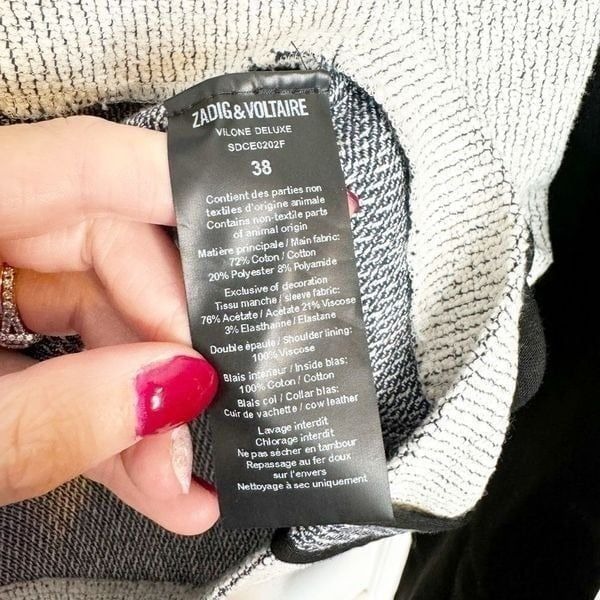 ZADIG&VOLTAIRE
VILONE DELUXE
SDCE0202F
38
Contient des parties non
textiles d'origine animale
Contains non-textile parts
of animal origin
Matière principale / Main fabric:
72% Coton / Cotton
20% Polyester 8% Polyamide
Exclusive of decoration
Tissu manche / sleeve fabric:
76% Acétate / Acetate 21% Viscose
3% Elasthanne / Elastane
Double épaule / Shoulder lining:
100% Viscose
Biais intérieur / Inside bias:
100% Coton / Cotton
Biais col / Collar bias:
Cuir de vachette / cow leather
Lavage interdit
Chlorage interdit
Ne pas sécher en tambour
Repassage au fer doux
sur l'envers
Nettoyage à sec uniquement